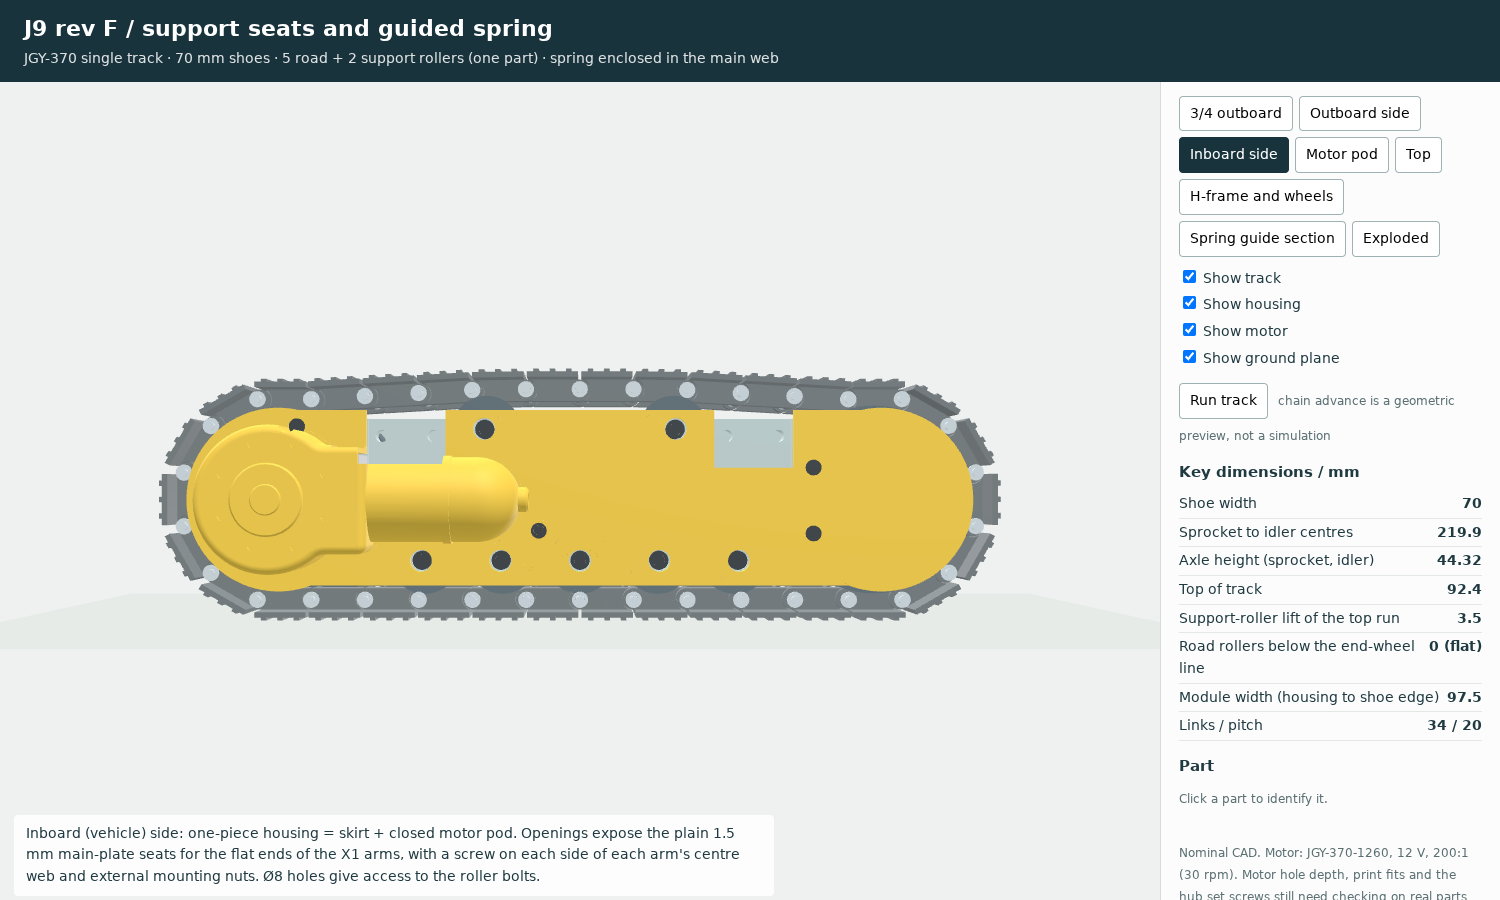 J9 rev F / support seats and guided spring
JGY-370 single track · 70 mm shoes · 5 road + 2 support rollers (one part) · spring enclosed in the main web
3/4 outboard
Outboard side
Inboard side
Motor pod
Top
H-frame and wheels
Spring guide section
Exploded
Show track
Show housing
Show motor
Show ground plane
Run track
chain advance is a geometric
preview, not a simulation
Key dimensions / mm
Shoe width 70
Sprocket to idler centres 219.9
Axle height (sprocket, idler) 44.32
Top of track 92.4
Support-roller lift of the top run 3.5
Road rollers below the end-wheel 0 (flat)
line
Module width (housing to shoe edge) 97.5
Links / pitch 34 / 20
Part
Click a part to identify it.
Nominal CAD. Motor: JGY-370-1260, 12 V, 200:1
(30 rpm). Motor hole depth, print fits and the
hub set screws still need checking on real parts
Inboard (vehicle) side: one-piece housing = skirt + closed motor pod. Openings expose the plain 1.5
mm main-plate seats for the flat ends of the X1 arms, with a screw on each side of each arm's centre
web and external mounting nuts. Ø8 holes give access to the roller bolts.